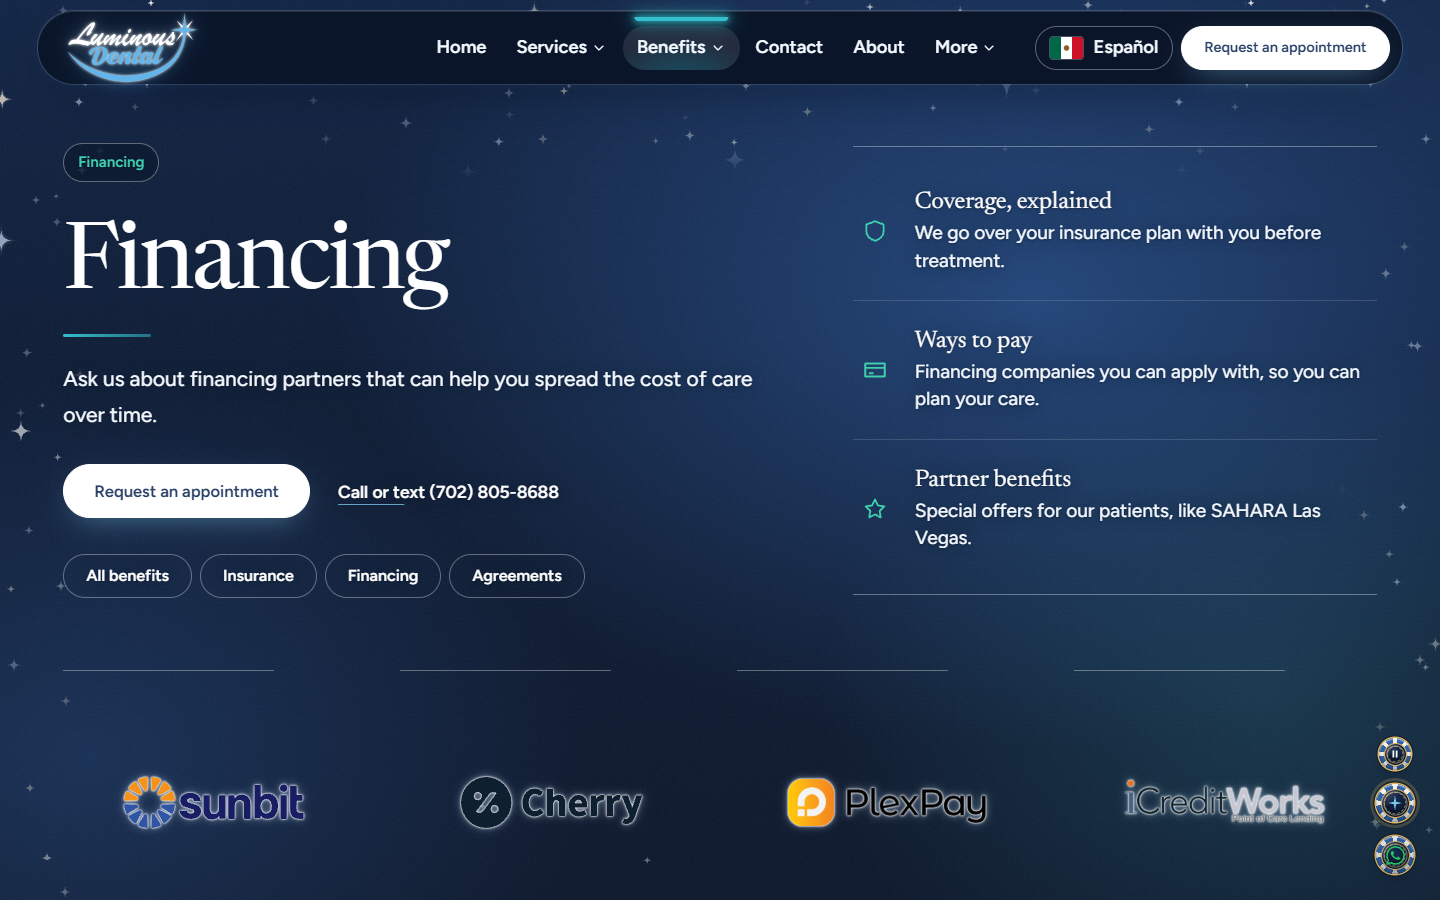 Luminous
Dental
Home
Services
Benefits
Contact
About
More
Español
Request an appointment
Financing
Financing
Ask us about financing partners that can help you spread the cost of care
over time.
Request an appointment
Call or text (702) 805-8688
All benefits
Insurance
Financing
Agreements
Coverage, explained
We go over your insurance plan with you before
treatment.
Ways to pay
Financing companies you can apply with, so you can
plan your care.
Partner benefits
Special offers for our patients, like SAHARA Las
Vegas.
sunbit
Cherry
PlexPay
iCreditWorks
Point of Care Lending